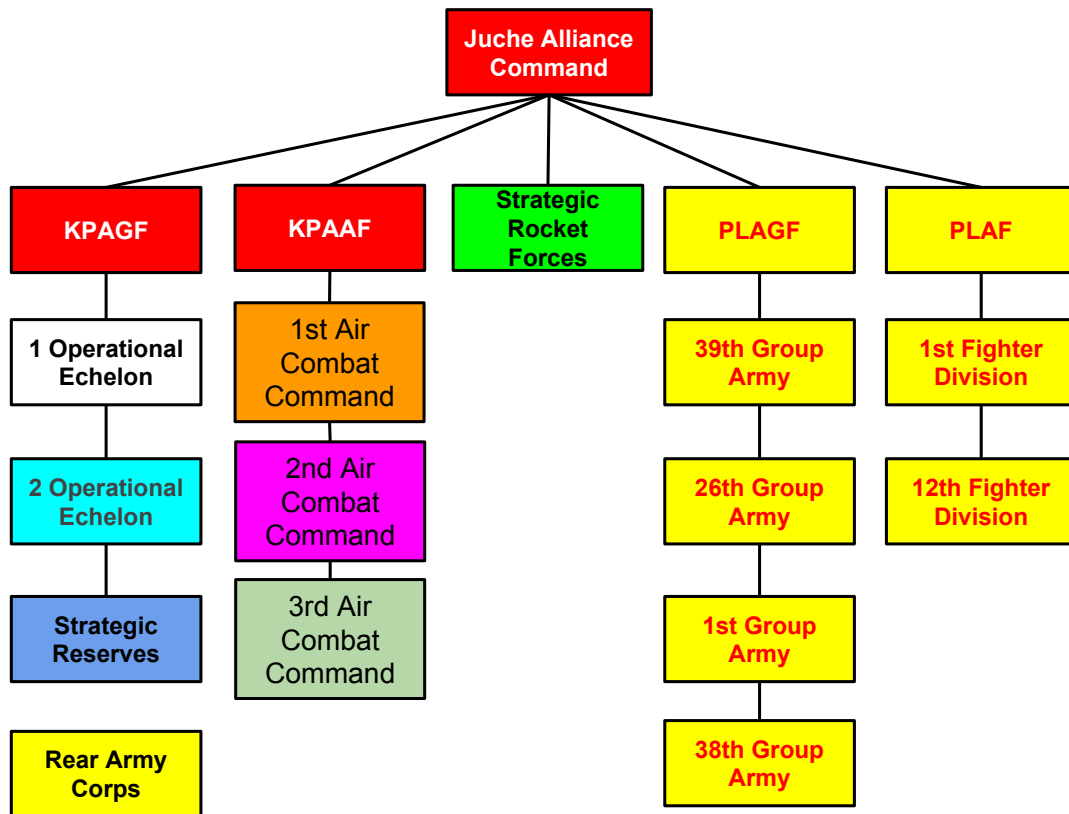 Juche Alliance
Command
KPAGF
KPAAF
Strategic
Rocket
Forces
PLAGF
PLAF
1 Operational
Echelon
1st Air
Combat
Command
39th Group
Army
1st Fighter
Division
2 Operational
Echelon
2nd Air
Combat
Command
26th Group
Army
12th Fighter
Division
Strategic
Reserves
3rd Air
Combat
Command
1st Group
Army
Rear Army
Corps
38th Group
Army